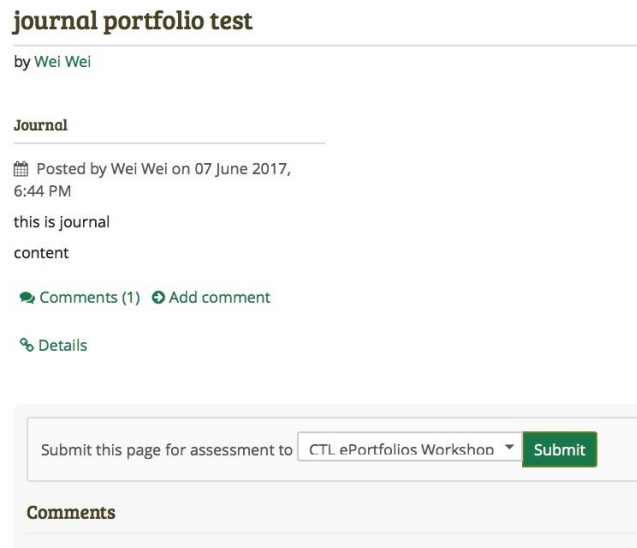 journal portfolio test
by Wei Wei
Journal
Posted by Wei Wei on 07 June 2017,
6:44 PM
this is journal
content
Comments (1) Add comment
Details
Submit this page for assessment to CTL ePortfolios Workshop Submit
Comments